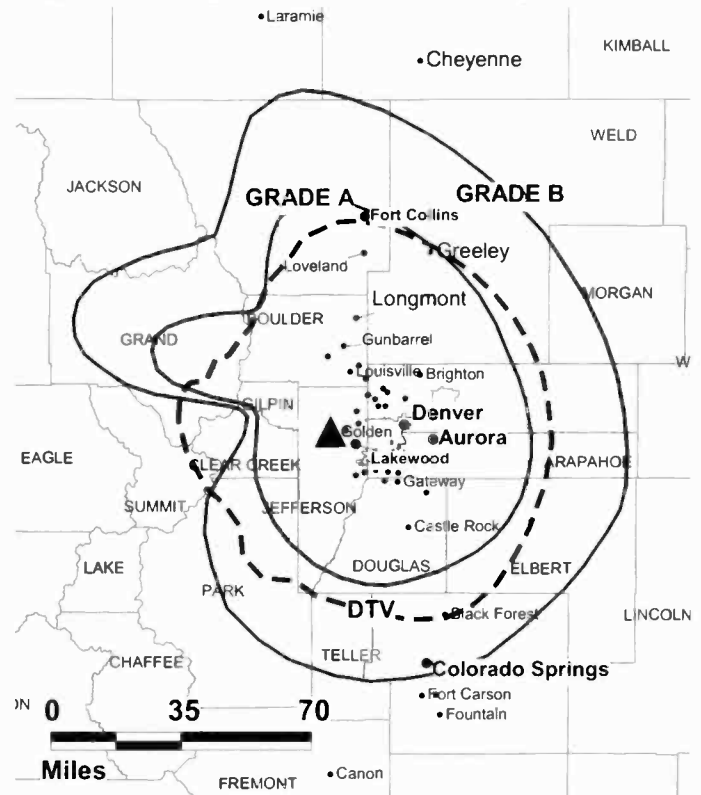 Laramie
Cheyenne
KIMBALL
WELD
JACKSON
GRADE A
GRADE B
Fort Collins
Greeley
Loveland
MORGAN
Longmont
BOULDER
GRAND
Gunbarrel
Louisville
Brighton
W
GILPIN
Denver
Golden
Aurora
EAGLE
CLEAR CREEK
Lakewood
ARAPAHOE
Gateway
SUMMIT
JEFFERSON
Castle Rock
LAKE
DOUGLAS
ELBERT
PARK
DTV
Black Forest
LINCOLN
CHAFFEE
TELLER
Colorado Springs
ON
0 35 70
Fort Carson
Fountain
Miles
FREMONT
Canon